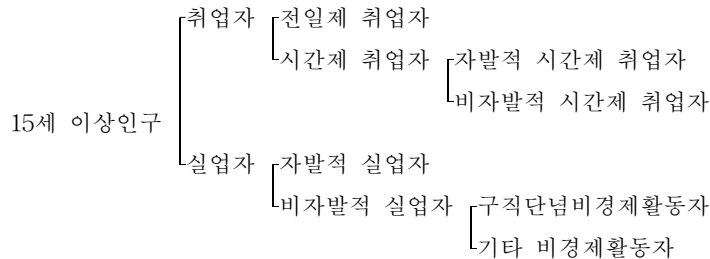 취업자 전일제 취업자
시간제 취업자 자발적 시간제 취업자
비자발적 시간제 취업자
15세 이상인구
실업자 자발적 실업자
비자발적 실업자 구직단념비경제활동자
기타 비경제활동자